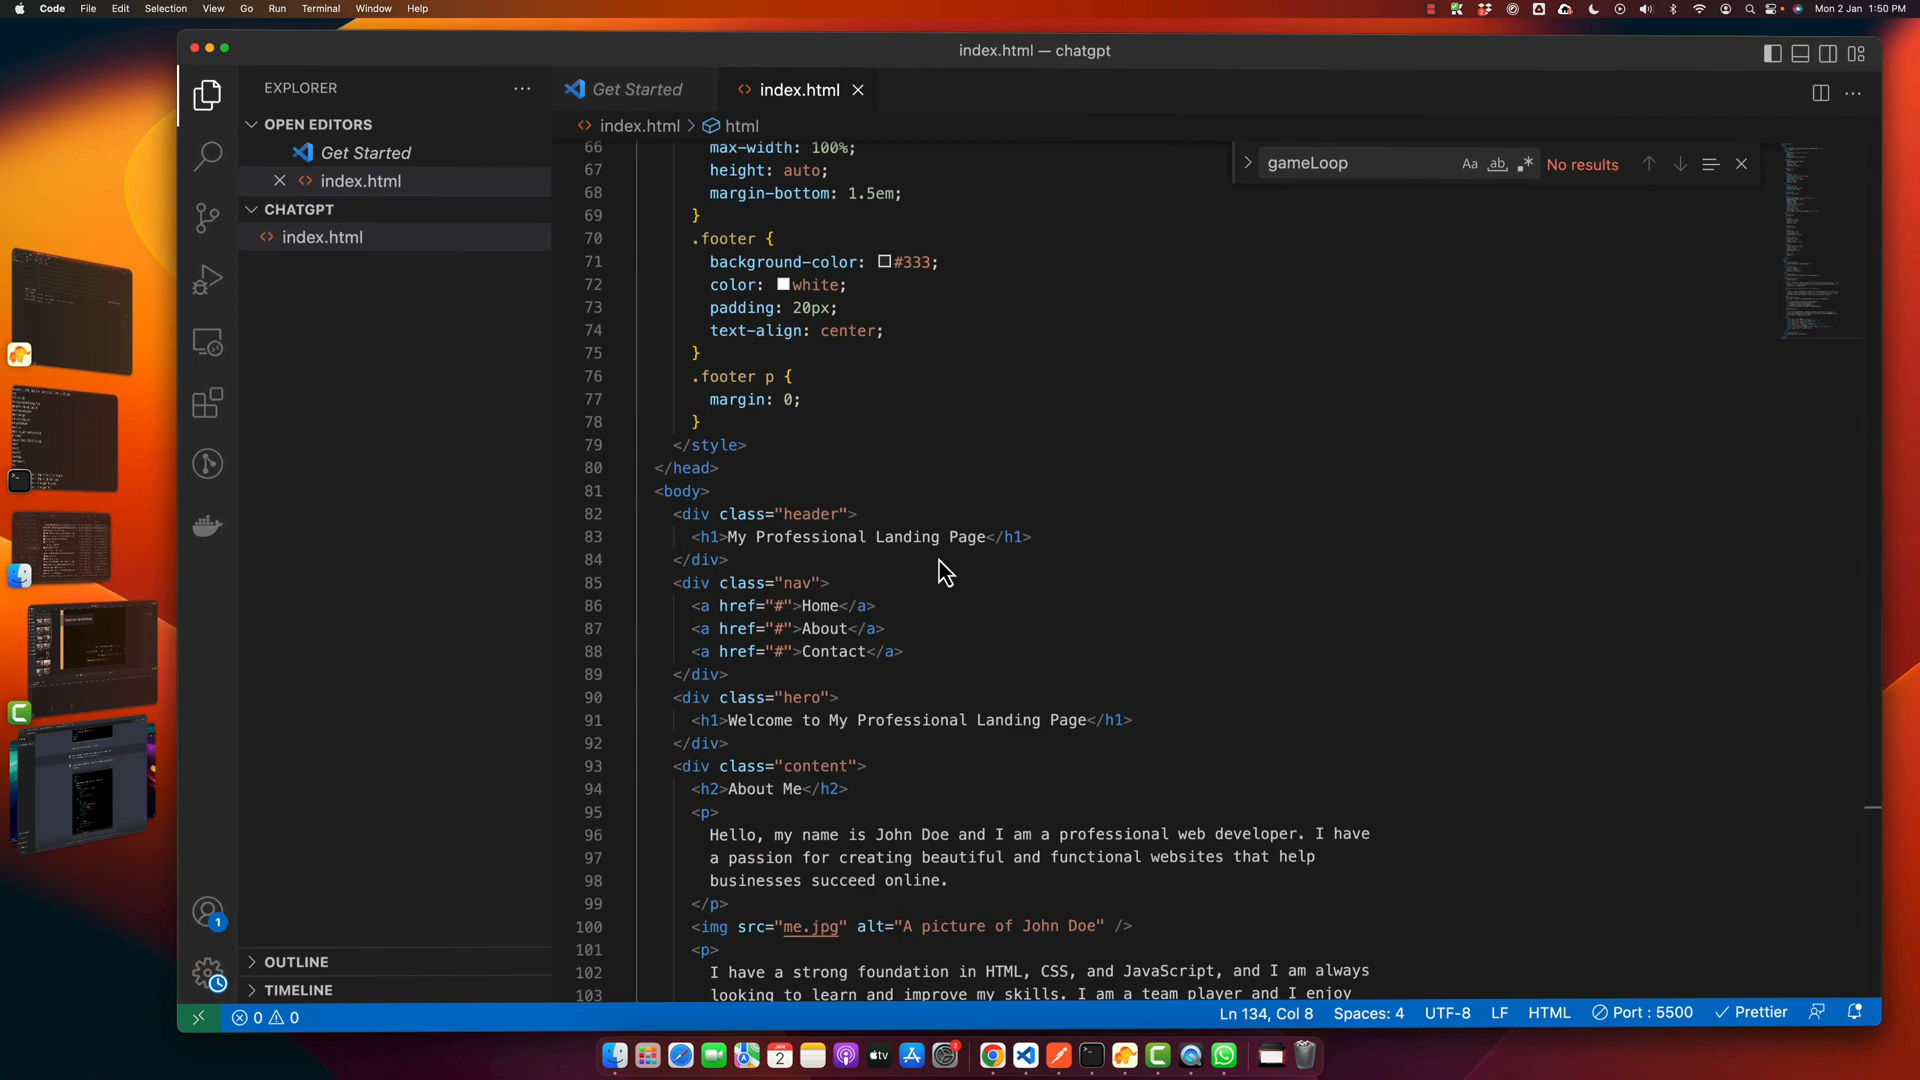 Code File Edit Selection View Go Run Terminal Window Help
Mon 2 Jan 1:50 PM
index.html — chatgpt
EXPLORER
Get Started
index.html
OPEN EDITORS
index.html > html
Get Started
index.html
CHATGPT
index.html
gameLoop
Aa
ab
No results
66 max-width: 100%;
67 height: auto;
68 margin-bottom: 1.5em;
69 }
70 .footer {
71 background-color: #333;
72 color: white;
73 padding: 20px;
74 text-align: center;
75 }
76 .footer p {
77 margin: 0;
78 }
79 </style>
80 </head>
81 <body>
82 <div class="header">
83 <h1>My Professional Landing Page</h1>
84 </div>
85 <div class="nav">
86 <a href="#">Home</a>
87 <a href="#">About</a>
88 <a href="#">Contact</a>
89 </div>
90 <div class="hero">
91 <h1>Welcome to My Professional Landing Page</h1>
92 </div>
93 <div class="content">
94 <h2>About Me</h2>
95 <p>
96 Hello, my name is John Doe and I am a professional web developer. I have
97 a passion for creating beautiful and functional websites that help
98 businesses succeed online.
99 </p>
100 <img src="me.jpg" alt="A picture of John Doe" />
101 <p>
102 I have a strong foundation in HTML, CSS, and JavaScript, and I am always
103 looking to learn and improve my skills. I am a team player and I enjoy
1
OUTLINE
TIMELINE
0 0
Ln 134, Col 8 Spaces: 4 UTF-8 LF HTML Port : 5500 Prettier
JAN
2
tv
2